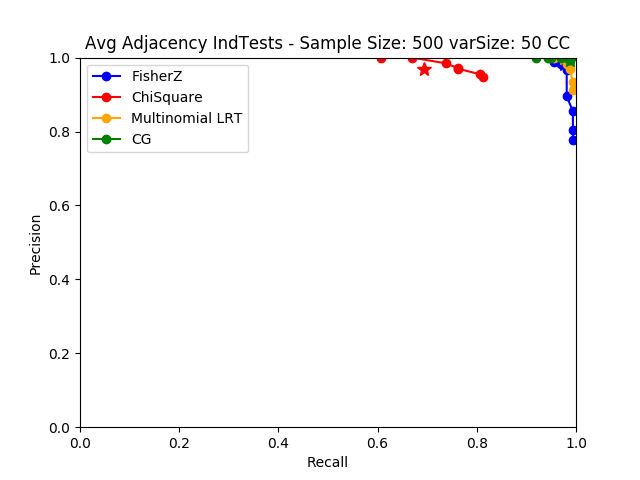 Avg Adjacency IndTests - Sample Size: 500 varSize: 50 CC
1.0
0.8
0.6
0.4
0.2
0.0
Precision
FisherZ
ChiSquare
Multinomial LRT
CG
0.0 0.2 0.4 0.6 0.8 1.0
Recall